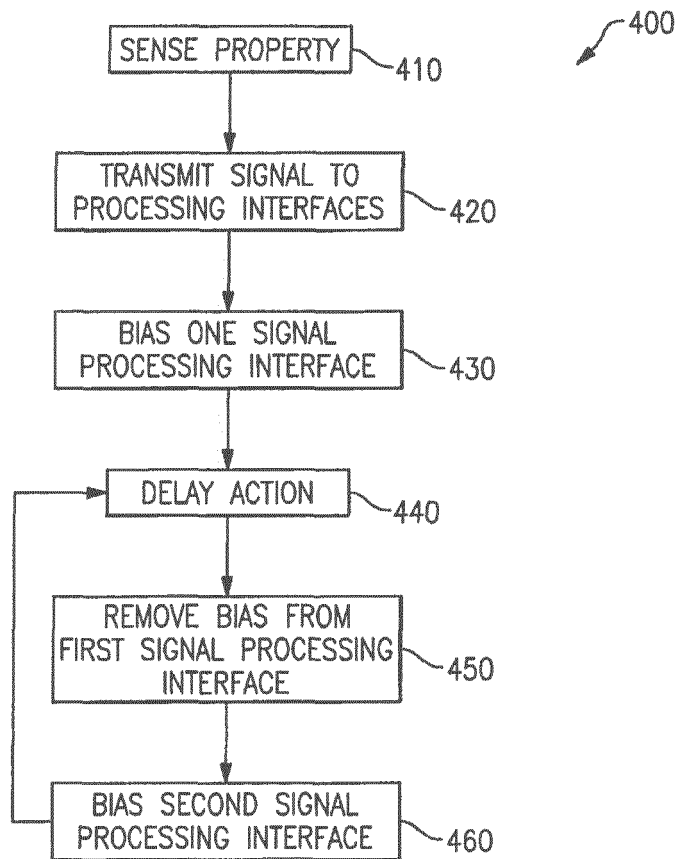 400
SENSE PROPERTY
410
TRANSMIT SIGNAL TO
PROCESSING INTERFACES
420
BIAS ONE SIGNAL
PROCESSING INTERFACE
430
DELAY ACTION
440
REMOVE BIAS FROM
FIRST SIGNAL PROCESSING
INTERFACE
450
BIAS SECOND SIGNAL
PROCESSING INTERFACE
460